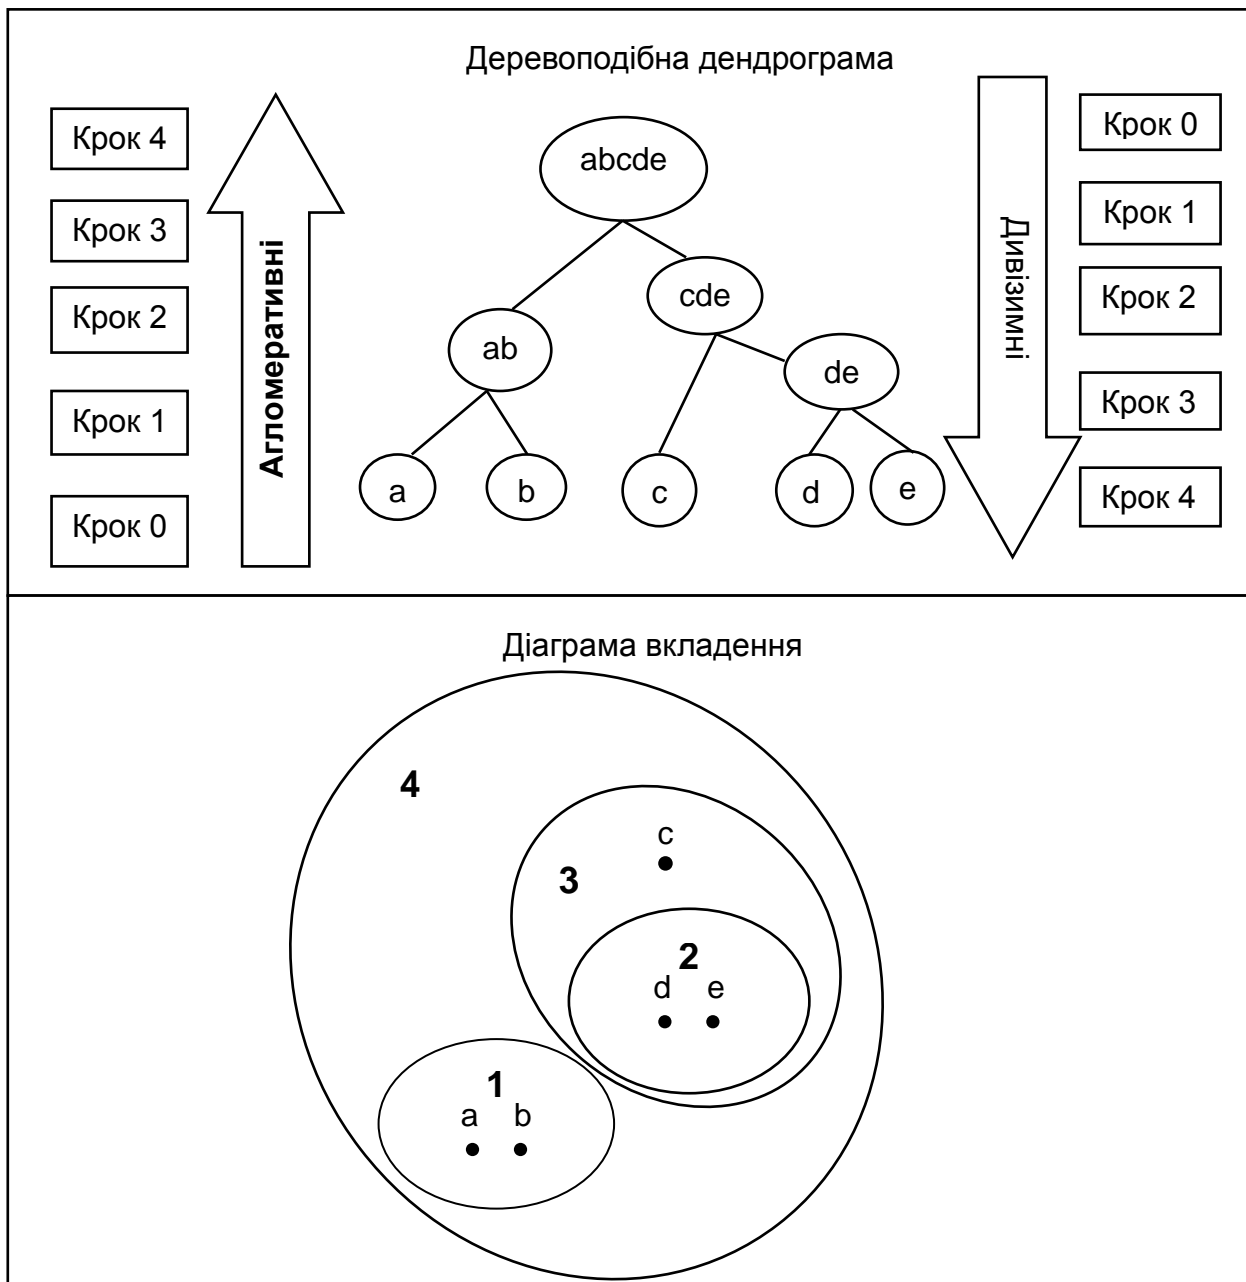 Деревоподібна дендрограма
Крок 4
Крок 3
Крок 2
Крок 1
Крок 0
Агломеративні
abcde
cde
ab
de
a
b
c
d
e
Дивізимні
Крок 0
Крок 1
Крок 2
Крок 3
Крок 4
Діаграма вкладення
4
c
3
2
d e
1
a b